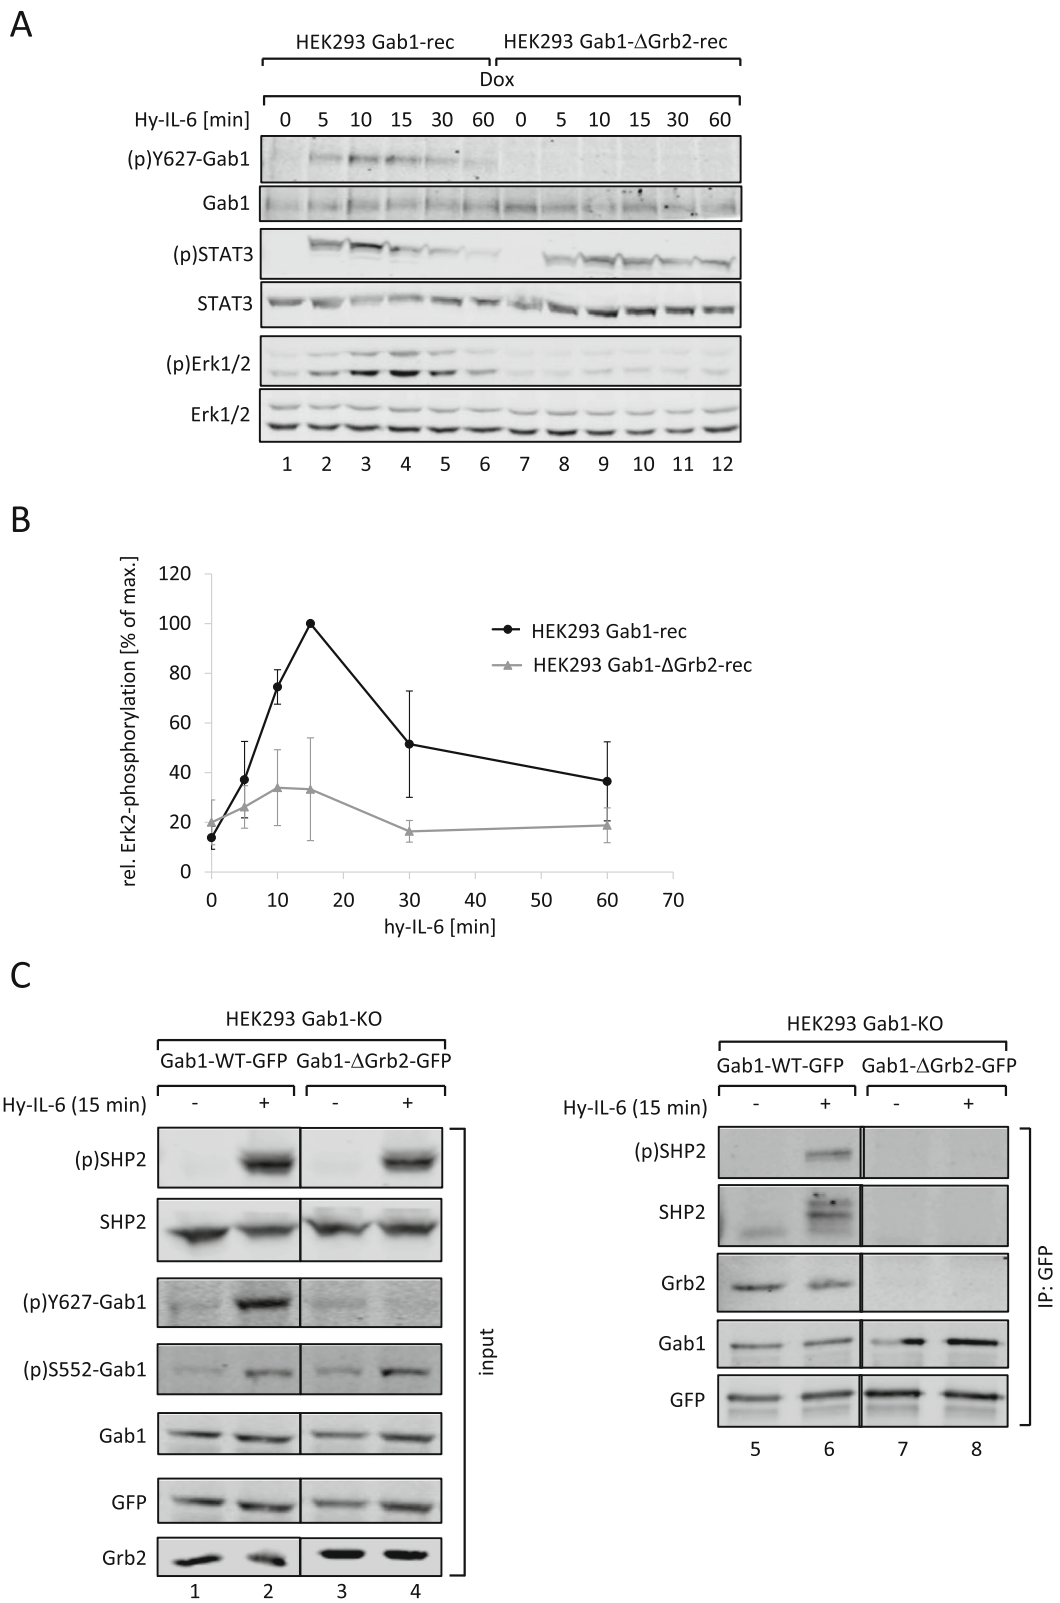 A
HEK293 Gab1-rec HEK293 Gab1-ΔGrb2-rec
Dox
Hy-IL-6 [min] 0 5 10 15 30 60 0 5 10 15 30 60
(p)Y627-Gab1
Gab1
(p)STAT3
STAT3
(p)Erk1/2
Erk1/2
1 2 3 4 5 6 7 8 9 10 11 12
B
rel. Erk2-phosphorylation [% of max.]
120
100
80
60
40
20
0
0 10 20 30 40 50 60 70
hy-IL-6 [min]
HEK293 Gab1-rec
HEK293 Gab1-ΔGrb2-rec
C
HEK293 Gab1-KO
Gab1-WT-GFP Gab1-ΔGrb2-GFP
Hy-IL-6 (15 min) - + - +
(p)SHP2
SHP2
(p)Y627-Gab1
(p)S552-Gab1
Gab1
GFP
Grb2
input
1 2 3 4
HEK293 Gab1-KO
Gab1-WT-GFP Gab1-ΔGrb2-GFP
Hy-IL-6 (15 min) - + - +
(p)SHP2
SHP2
Grb2
Gab1
GFP
IP: GFP
5 6 7 8